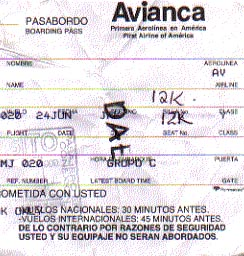 PASABORDO
BOARDING PASS
Avianca
Primera Aerolínea en América
First Airline of America
NOMBRE
AEROLINEA
AV
NAME
AIRLINE
12K.
020 24JUN JFK 12K
FLIGHT DATE SEAT No. CLASS
DAE
MJ 020 GRUPO C
PUERTA
REF. NUMBER LATEST BOARD TIME GATE
COMETIDA CON USTED
-VUELOS NACIONALES: 30 MINUTOS ANTES.
-VUELOS INTERNACIONALES: 45 MINUTOS ANTES.
DE LO CONTRARIO POR RAZONES DE SEGURIDAD
USTED Y SU EQUIPAJE NO SERAN ABORDADOS.